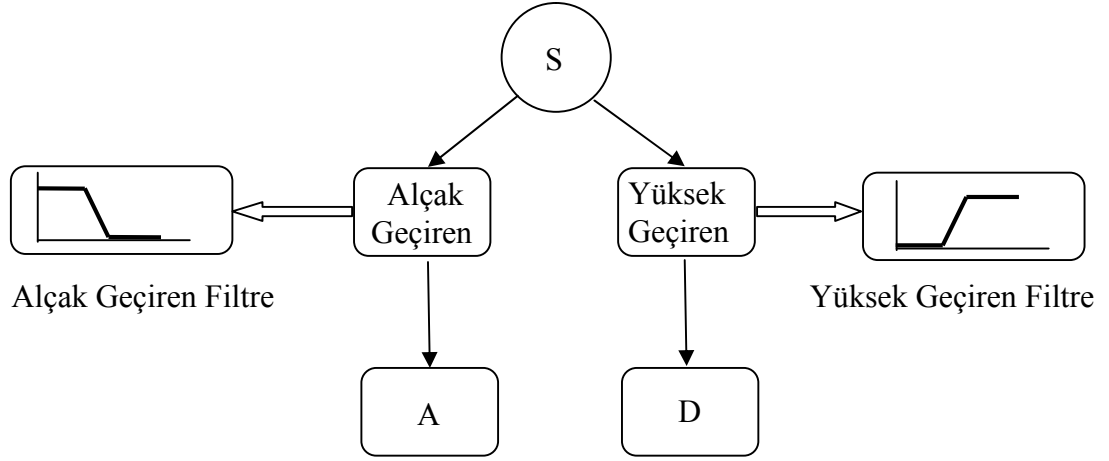 S
Alçak
Geçiren
Yüksek
Geçiren
Alçak Geçiren Filtre
Yüksek Geçiren Filtre
A
D